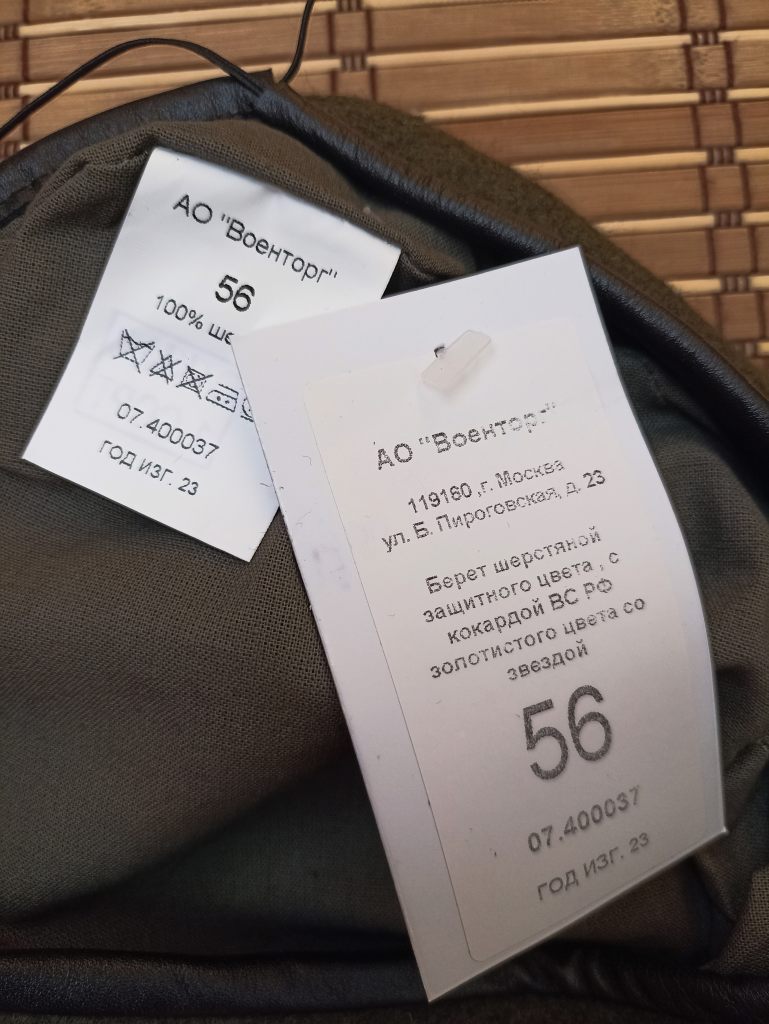 АО "Военторг"
56
100% ше
07.400037
ГОД ИЗГ. 23
АО "Военторг"
119160 ,г. Москва
ул. Б. Пироговская, д. 23
Берет шерстяной
защитного цвета , с
кокардой ВС РФ
золотистого цвета со
звездой
56
07.400037
ГОД ИЗГ. 23